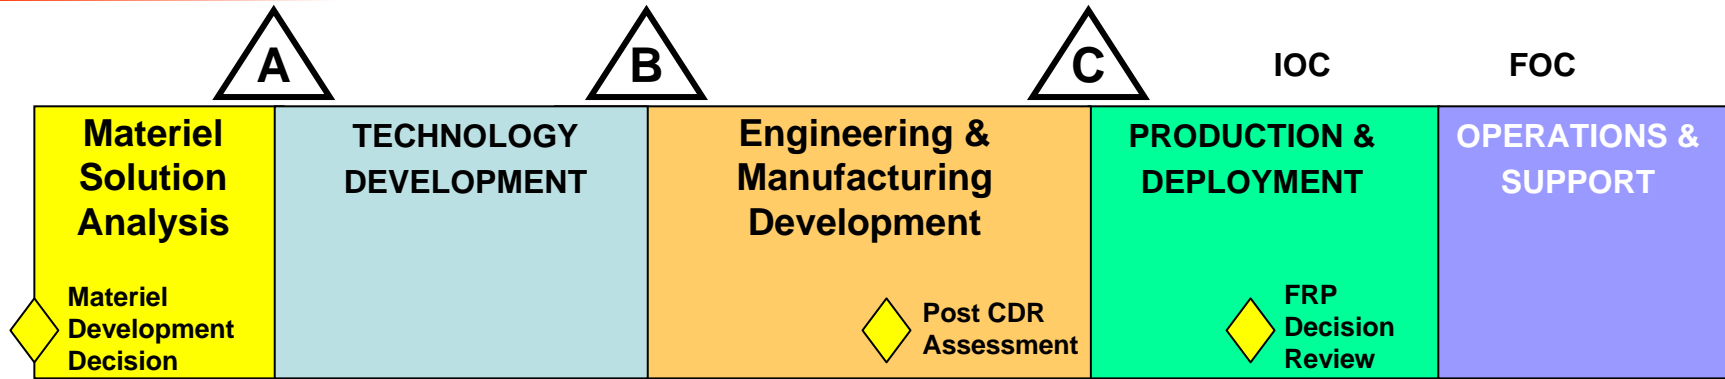 A
B
C
IOC
FOC
Materiel
Solution
Analysis
TECHNOLOGY
DEVELOPMENT
Engineering &
Manufacturing
Development
PRODUCTION &
DEPLOYMENT
OPERATIONS &
SUPPORT
Materiel
Development
Decision
Post CDR
Assessment
FRP
Decision
Review